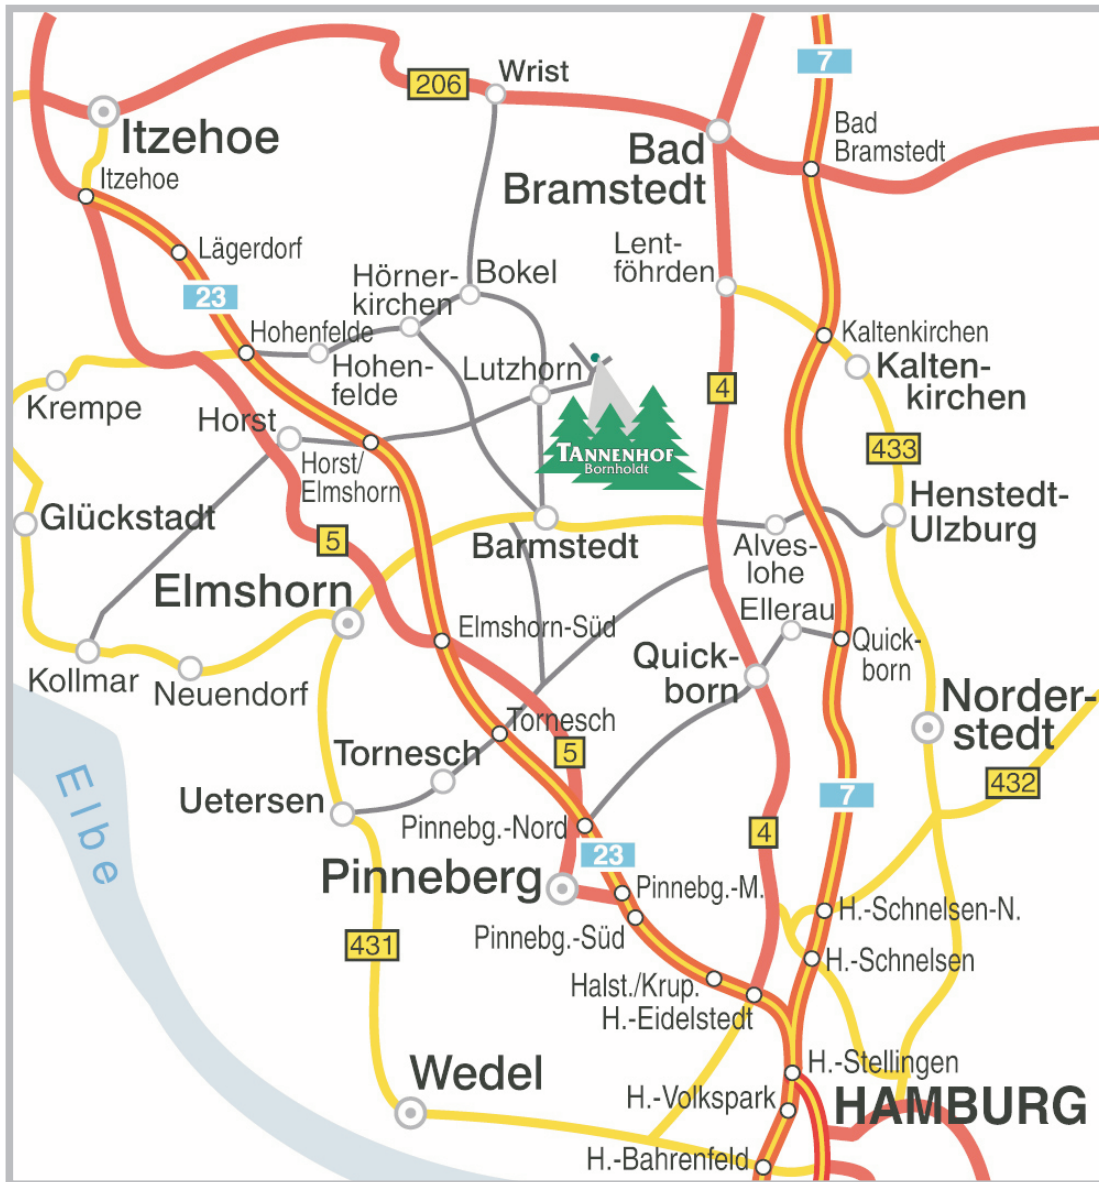 7
Wrist
206
Itzehoe
Bad
Bramstedt
Bad
Bramstedt
Itzehoe
Lägerdorf
Lent-
föhrden
Hörner-
kirchen
Bokel
23
Hohenfelde
Kaltenkirchen
Hohen-
felde
Lutzhorn
Kalten-
kirchen
4
Krempe
Horst
TANNENHOF
Bornholdt
433
Horst/
Elmshorn
Henstedt-
Ulzburg
Glückstadt
5
Barmstedt
Alves-
lohe
Elmshorn
Ellerau
Elmshorn-Süd
Quick-
born
Quick-
born
Kollmar
Neuendorf
Norder-
stedt
Tornesch
Tornesch
5
432
Elbe
Uetersen
7
Pinnebg.-Nord
4
23
Pinneberg
Pinnebg.-M.
H.-Schnelsen-N.
431
Pinnebg.-Süd
H.-Schnelsen
Halst./Krup.
H.-Eidelstedt
Wedel
H.-Stellingen
H.-Volkspark
HAMBURG
H.-Bahrenfeld